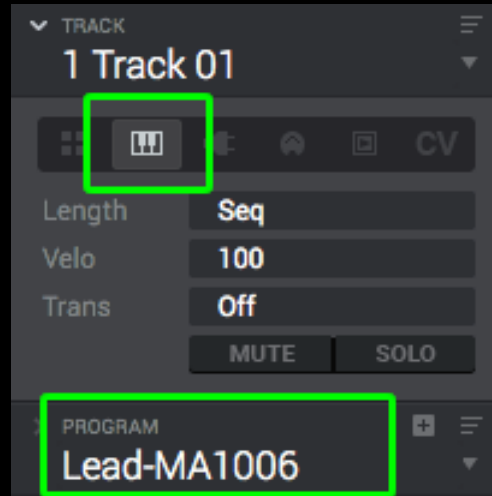 TRACK
1 Track 01
CV
Length Seq
Velo 100
Trans Off
MUTE SOLO
PROGRAM
Lead-MA1006